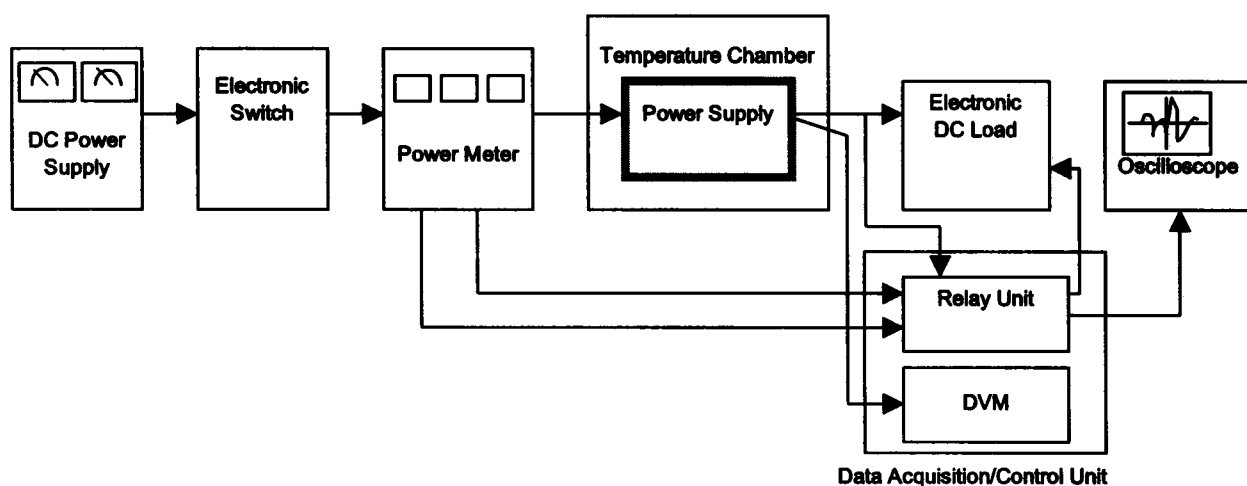 DC Power
Supply
Electronic
Switch
Power Meter
Temperature Chamber
Power Supply
Electronic
DC Load
Oscilloscope
Relay Unit
DVM
Data Acquisition/Control Unit